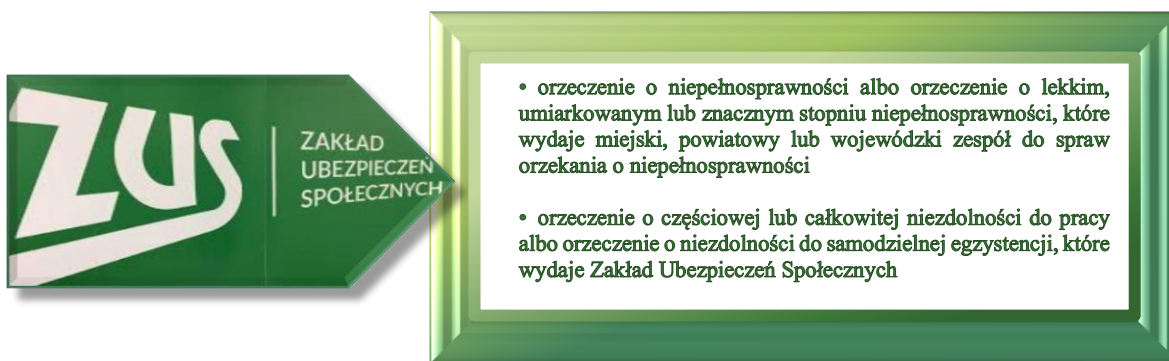 ZUS
ZAKŁAD
UBEZPIECZEŃ
SPOŁECZNYCH
• orzeczenie o niepełnosprawności albo orzeczenie o lekkim,
umiarkowanym lub znacznym stopniu niepełnosprawności, które
wydaje miejski, powiatowy lub wojewódzki zespół do spraw
orzekania o niepełnosprawności
• orzeczenie o częściowej lub całkowitej niezdolności do pracy
albo orzeczenie o niezdolności do samodzielnej egzystencji, które
wydaje Zakład Ubezpieczeń Społecznych